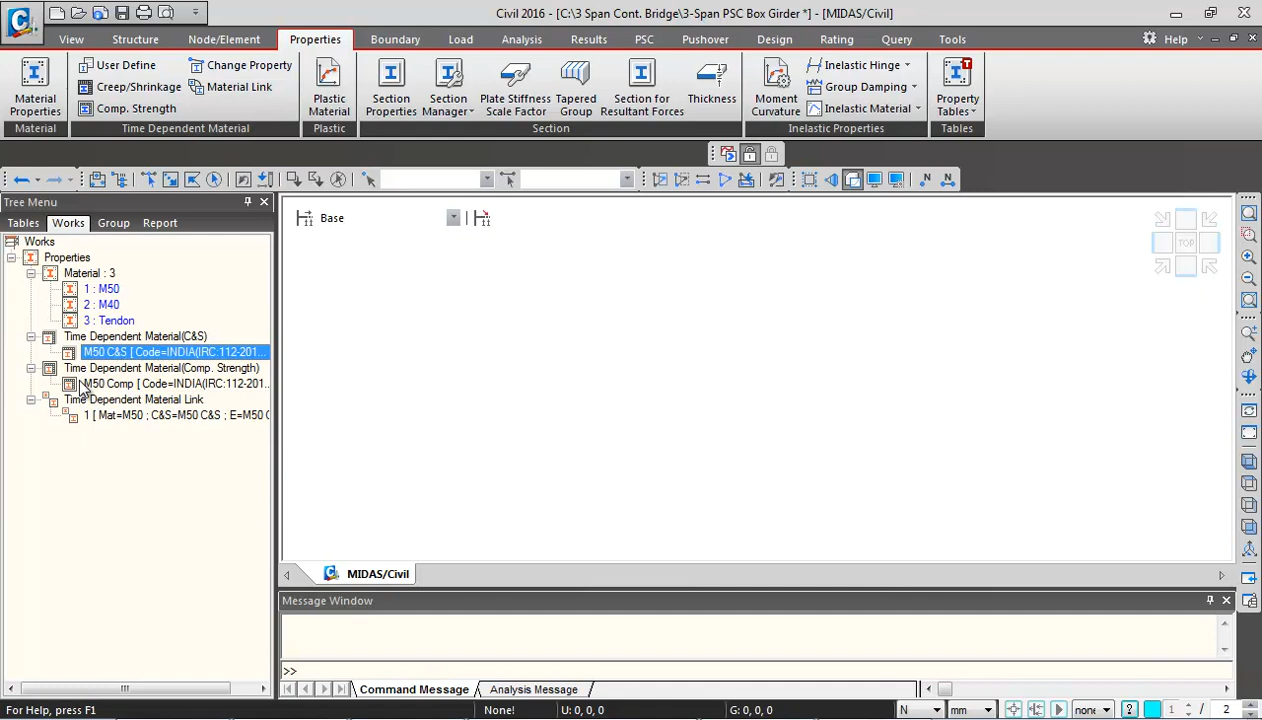 Civil 2016 - [C:\3 Span Cont. Bridge\3-Span PSC Box Girder *] - [MIDAS/Civil]
View Structure Node/Element Properties Boundary Load Analysis Results PSC Pushover Design Rating Query Tools Help
Material Properties
User Define
Creep/Shrinkage
Comp. Strength
Change Property
Material Link
Plastic Material
Section Properties
Section Manager
Plate Stiffness Scale Factor
Tapered Group
Section for Resultant Forces
Thickness
Moment Curvature
Inelastic Hinge
Group Damping
Inelastic Material
Property Tables
Material Time Dependent Material Plastic Section Inelastic Properties Tables
Tree Menu
Tables Works Group Report
Works
Properties
Material : 3
1 : M50
2 : M40
3 : Tendon
Time Dependent Material(C&S)
M50 C&S [ Code=INDIA(IRC:112-201...
Time Dependent Material(Comp. Strength)
M50 Comp [ Code=INDIA(IRC:112-201...
Time Dependent Material Link
1 [ Mat=M50 ; C&S=M50 C&S ; E=M50 C
Base
TOP
MIDAS/Civil
Message Window
>>
Command Message Analysis Message
For Help, press F1
None!
U: 0, 0, 0
G: 0, 0, 0
N
mm
none
?
1
/ 2